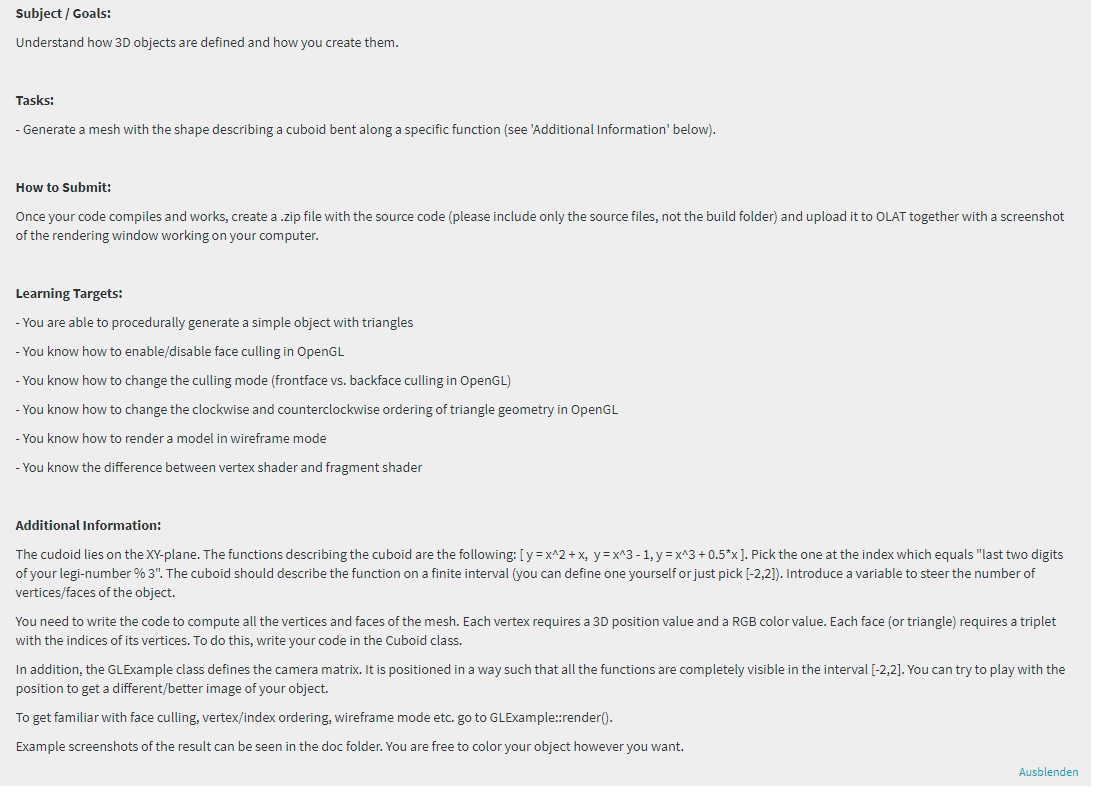 Subject / Goals:
Understand how 3D objects are defined and how you create them.
Tasks:
- Generate a mesh with the shape describing a cuboid bent along a specific function (see 'Additional Information' below).
How to Submit:
Once your code compiles and works, create a .zip file with the source code (please include only the source files, not the build folder) and upload it to OLAT together with a screenshot
of the rendering window working on your computer.
Learning Targets:
- You are able to procedurally generate a simple object with triangles
- You know how to enable/disable face culling in OpenGL
- You know how to change the culling mode (frontface vs. backface culling in OpenGL)
- You know how to change the clockwise and counterclockwise ordering of triangle geometry in OpenGL
- You know how to render a model in wireframe mode
- You know the difference between vertex shader and fragment shader
Additional Information:
The cudoid lies on the XY-plane. The functions describing the cuboid are the following: [ y = x^2 + x,  y = x^3 - 1, y = x^3 + 0.5*x ]. Pick the one at the index which equals "last two digits
of your legi-number % 3". The cuboid should describe the function on a finite interval (you can define one yourself or just pick [-2,2]). Introduce a variable to steer the number of
vertices/faces of the object.
You need to write the code to compute all the vertices and faces of the mesh. Each vertex requires a 3D position value and a RGB color value. Each face (or triangle) requires a triplet
with the indices of its vertices. To do this, write your code in the Cuboid class.
In addition, the GLExample class defines the camera matrix. It is positioned in a way such that all the functions are completely visible in the interval [-2,2]. You can try to play with the
position to get a different/better image of your object.
To get familiar with face culling, vertex/index ordering, wireframe mode etc. go to GLExample::render().
Example screenshots of the result can be seen in the doc folder. You are free to color your object however you want.
Ausblenden